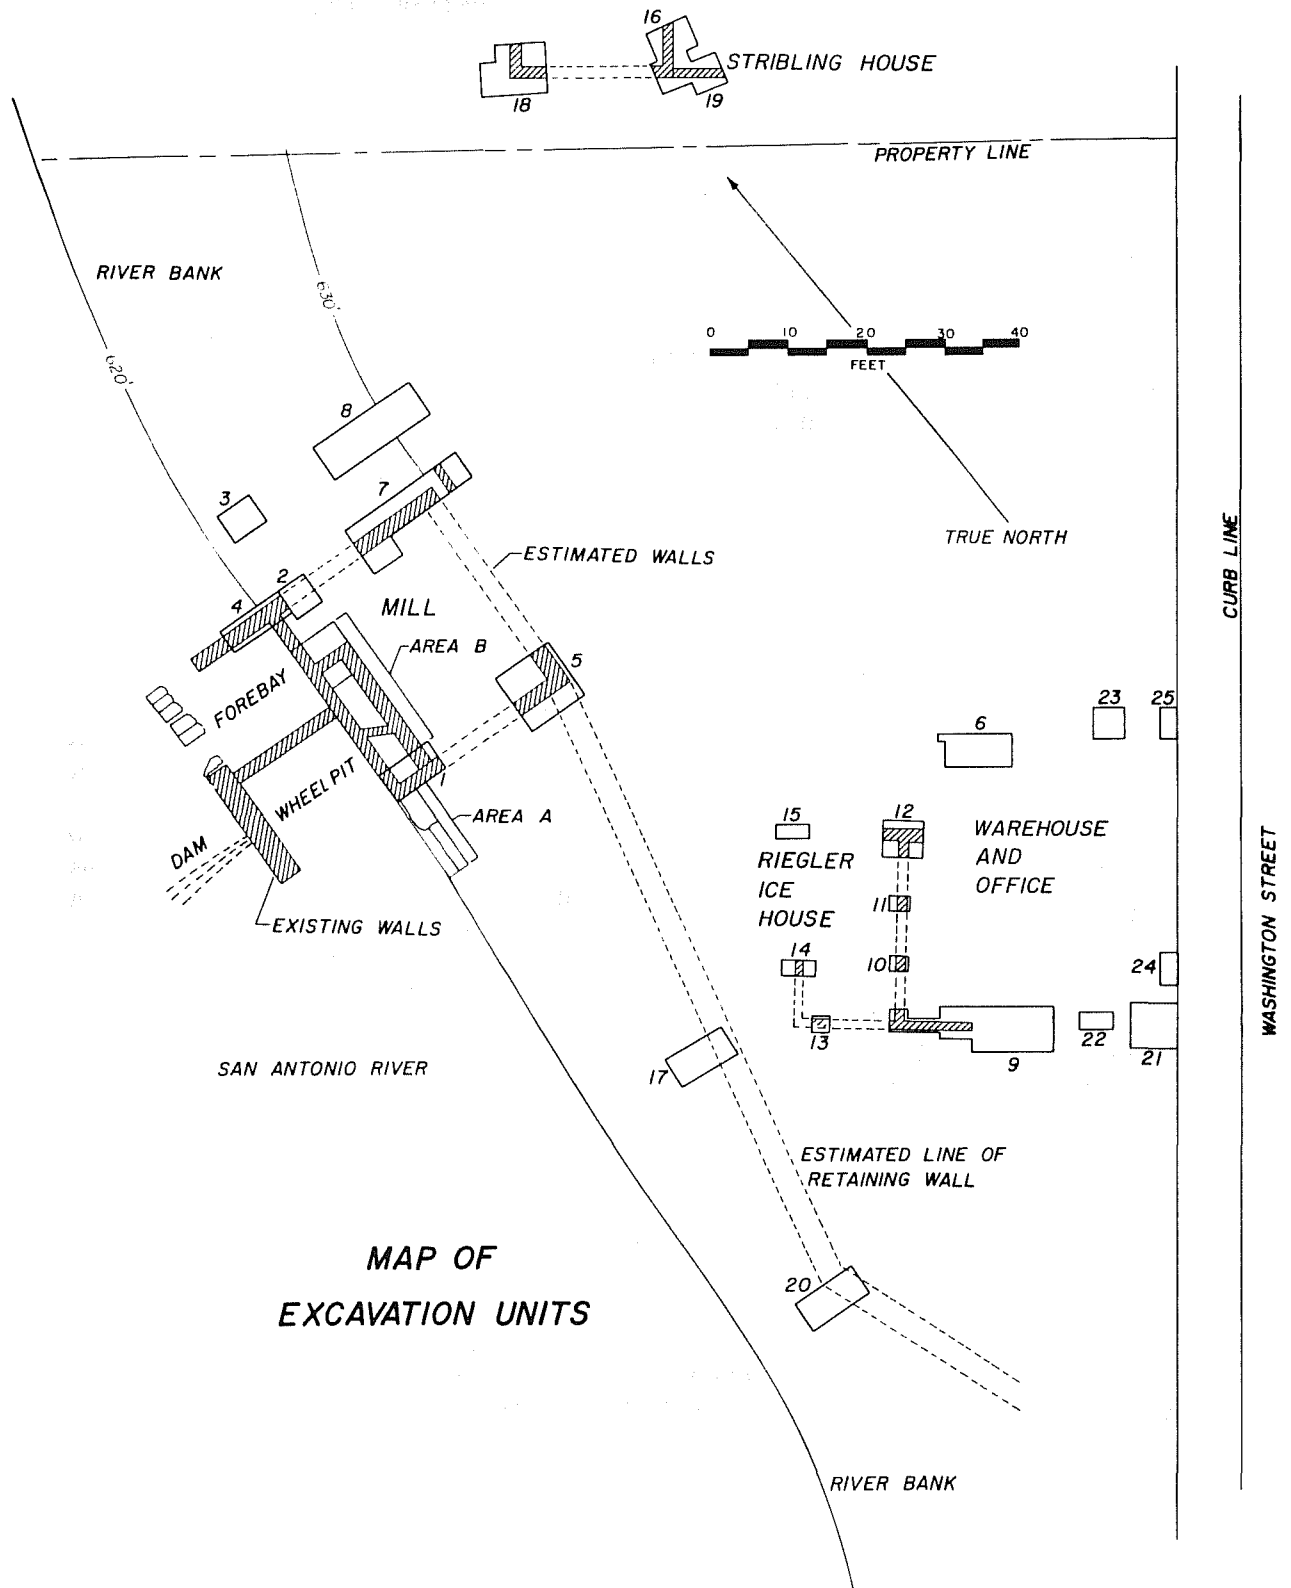 16
STRIBLING HOUSE
18
19
PROPERTY LINE
RIVER BANK
630'
620'
0 10 20 30 40
FEET
TRUE NORTH
CURB LINE
8
7
3
2
4
ESTIMATED WALLS
MILL
AREA B
5
FOREBAY
WHEEL PIT
1
AREA A
DAM
EXISTING WALLS
23
25
6
15
12
WAREHOUSE
AND
OFFICE
RIEGLER
ICE
HOUSE
11
14
10
24
13
9
22
21
WASHINGTON STREET
SAN ANTONIO RIVER
17
ESTIMATED LINE OF
RETAINING WALL
20
MAP OF
EXCAVATION UNITS
RIVER BANK